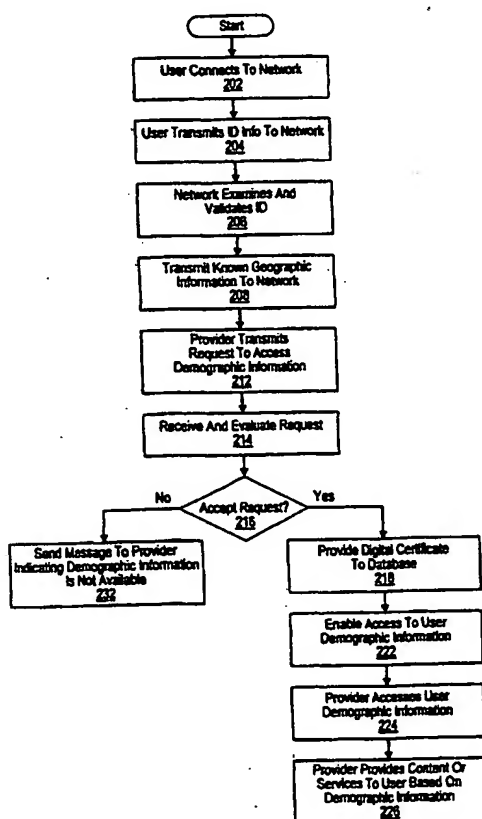 Start
User Connects To Network
202
User Transmits ID Info To Network
204
Network Examines And
Validates ID
206
Transmit Known Geographic
Information To Network
208
Provider Transmits
Request To Access
Demographic Information
212
Receive And Evaluate Request
214
Accept Request?
216
No
Yes
Send Message To Provider
Indicating Demographic Information
Is Not Available
232
Provide Digital Certificate
To Database
218
Enable Access To User
Demographic Information
222
Provider Accesses User
Demographic Information
224
Provider Provides Content Or
Services To User Based On
Demographic Information
226